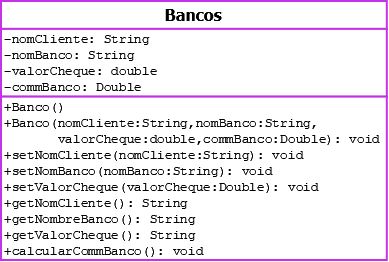 Bancos
-nomCliente: String
-nomBanco: String
-valorCheque: double
-commBanco: Double
+Banco()
+Banco(nomCliente:String,nomBanco:String,
valorCheque:double,commBanco:Double): void
+setNomCliente(nomCliente:String): void
+setNomBanco(nomBanco:String): void
+setValorCheque(valorCheque:Double): void
+getNomCliente(): String
+getNombreBanco(): String
+getValorCheque(): String
+calcularCommBanco(): void